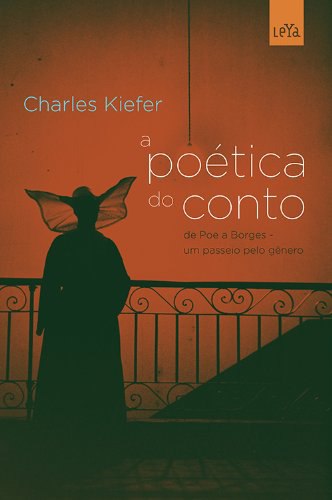 LeYa
Charles Kiefer
a
poética
do conto
de Poe a Borges -
um passeio pelo gênero